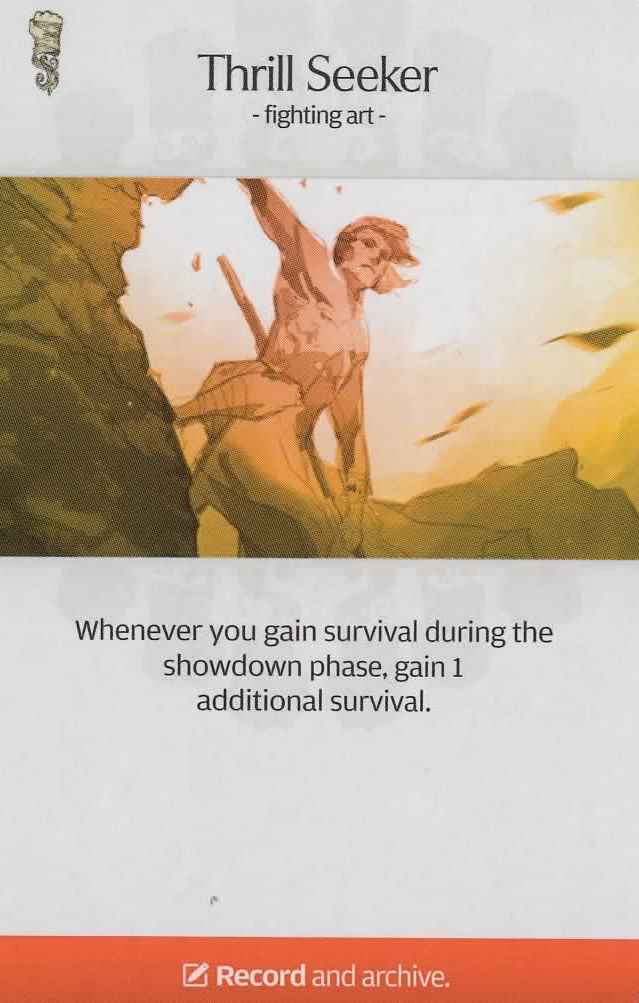 Thrill Seeker
- fighting art -
Whenever you gain survival during the
showdown phase, gain 1
additional survival.
Record and archive.